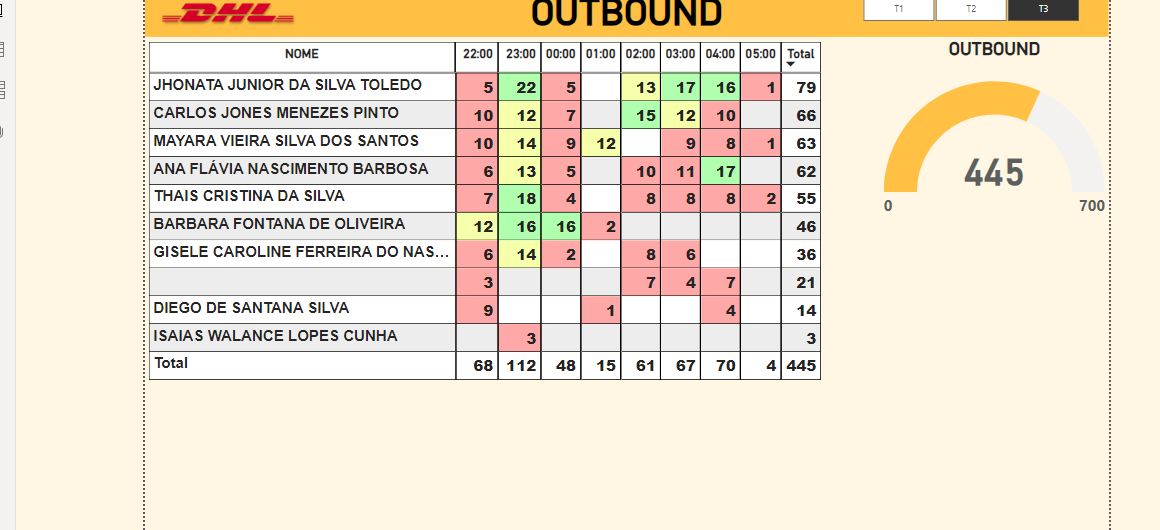 DHL
OUTBOUND
T1 T2 T3
NOME 22:00 23:00 00:00 01:00 02:00 03:00 04:00 05:00 Total
JHONATA JUNIOR DA SILVA TOLEDO 5 22 5 13 17 16 1 79
CARLOS JONES MENEZES PINTO 10 12 7 15 12 10 66
MAYARA VIEIRA SILVA DOS SANTOS 10 14 9 12 9 8 1 63
ANA FLÁVIA NASCIMENTO BARBOSA 6 13 5 10 11 17 62
THAIS CRISTINA DA SILVA 7 18 4 8 8 8 2 55
BARBARA FONTANA DE OLIVEIRA 12 16 16 2 46
GISELE CAROLINE FERREIRA DO NAS... 6 14 2 8 6 36
3 7 4 7 21
DIEGO DE SANTANA SILVA 9 1 4 14
ISAIAS WALANCE LOPES CUNHA 3 3
Total 68 112 48 15 61 67 70 4 445
OUTBOUND
445
0 700